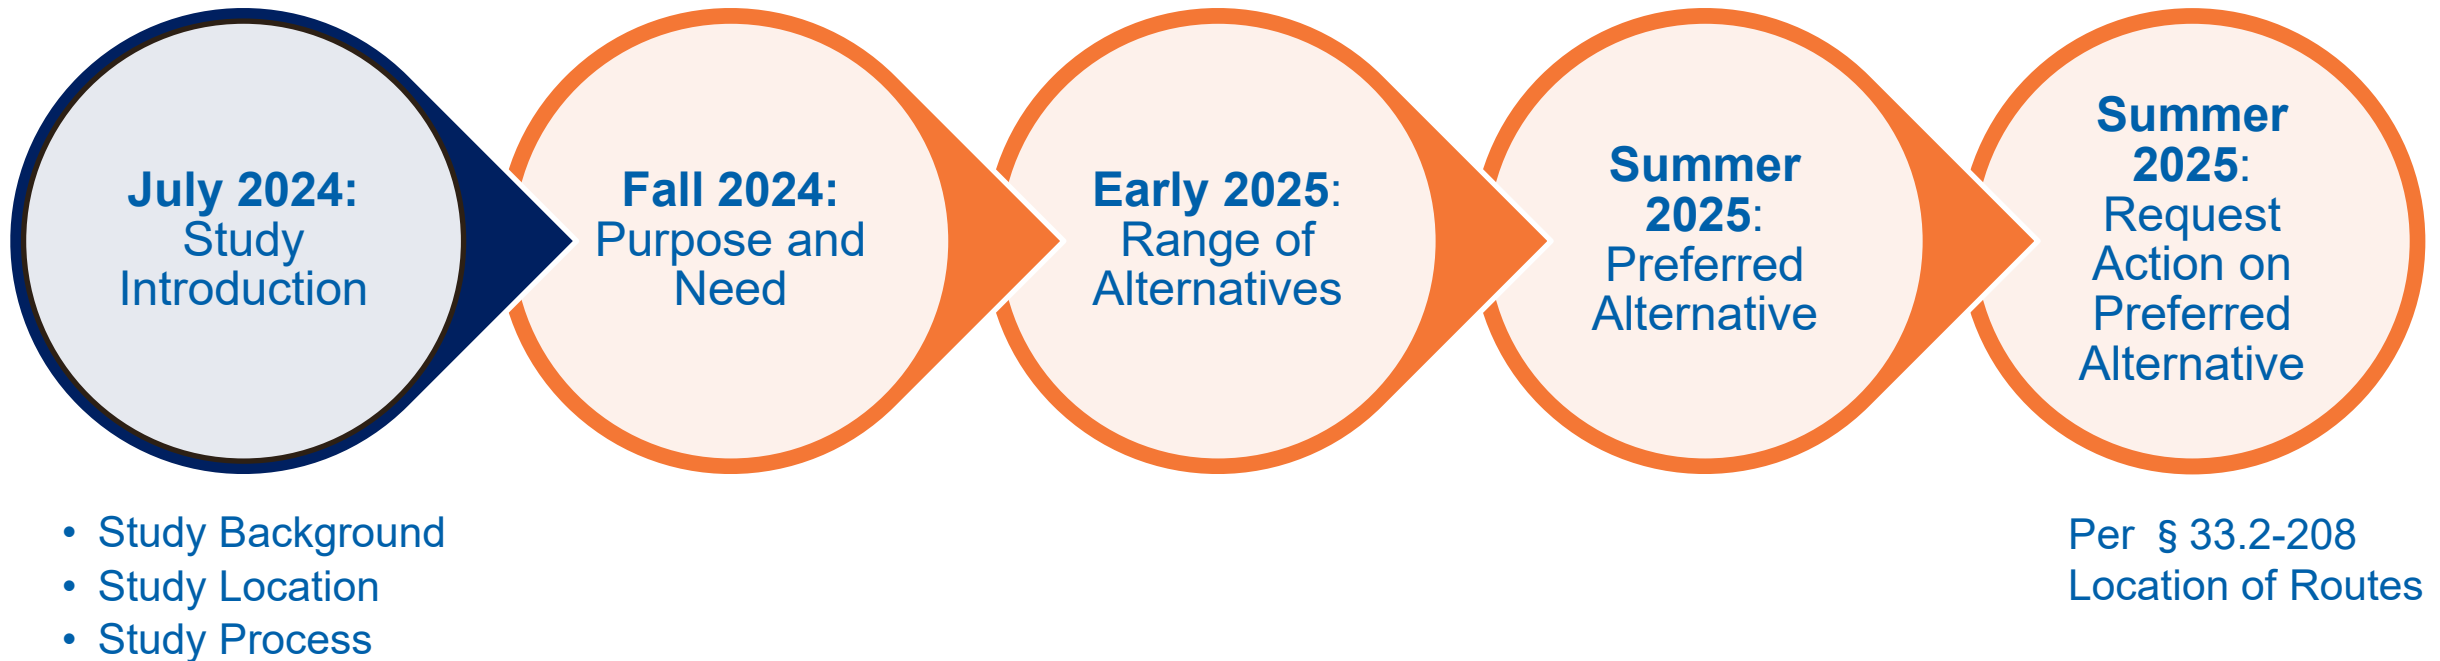 July 2024:
Study
Introduction
Fall 2024:
Purpose and
Need
Early 2025:
Range of
Alternatives
Summer
2025:
Preferred
Alternative
Summer
2025:
Request
Action on
Preferred
Alternative
• Study Background
• Study Location
• Study Process
Per § 33.2-208
Location of Routes